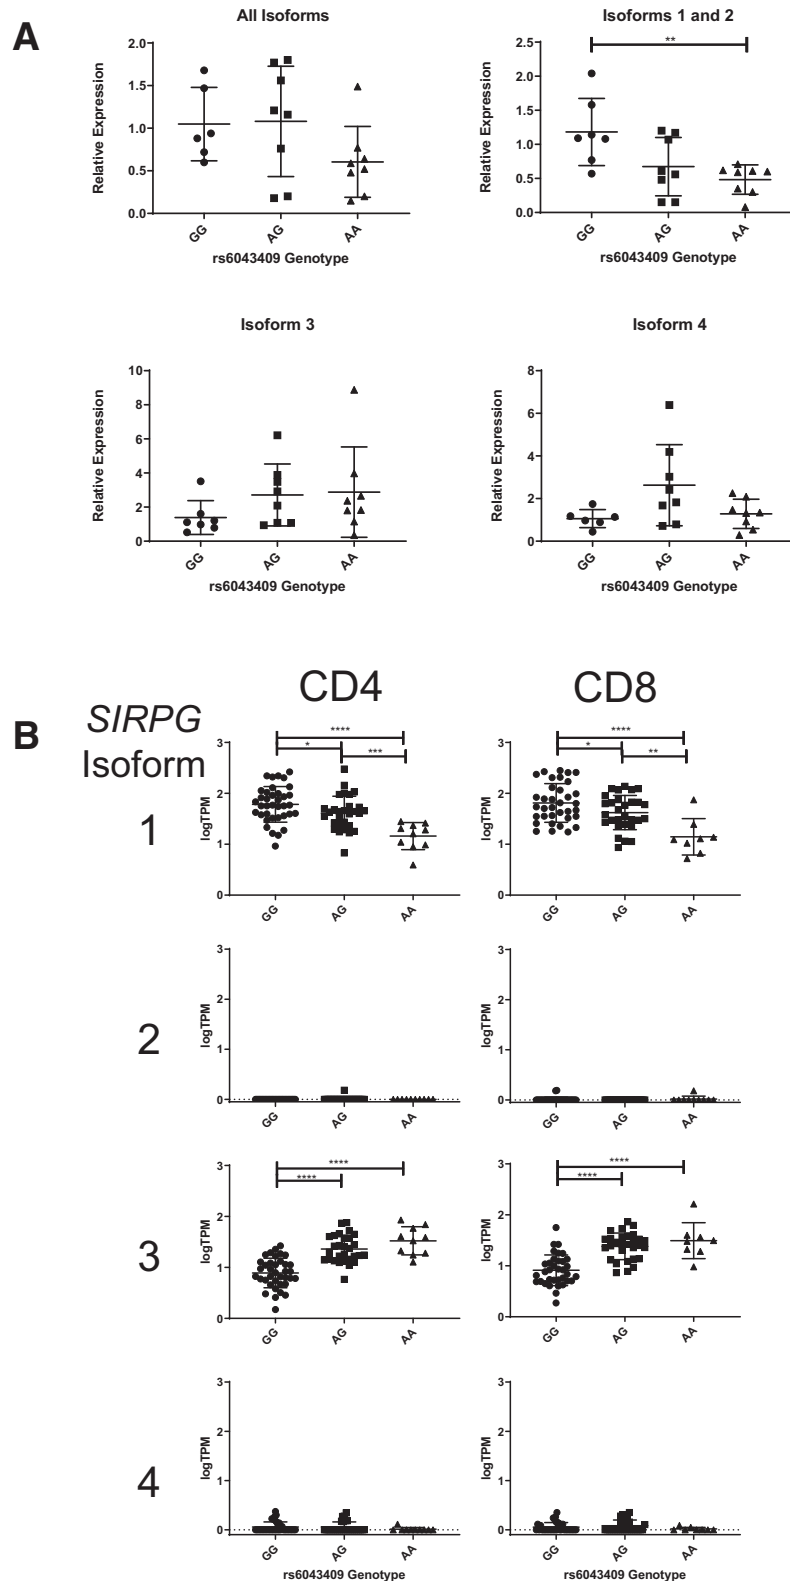 A
All Isoforms
2.0
1.5
1.0
0.5
0.0
Relative Expression
GG
AG
AA
rs6043409 Genotype
Isoforms 1 and 2
**
2.5
2.0
1.5
1.0
0.5
0.0
Relative Expression
GG
AG
AA
rs6043409 Genotype
Isoform 3
10
8
6
4
2
0
Relative Expression
GG
AG
AA
rs6043409 Genotype
Isoform 4
8
6
4
2
0
Relative Expression
GG
AG
AA
rs6043409 Genotype
B
SIRPG
Isoform
CD4
CD8
1
****
*
***
3
2
1
0
logTPM
GG
AG
AA
****
*
**
3
2
1
0
logTPM
GG
AG
AA
2
3
2
1
0
logTPM
GG
AG
AA
3
2
1
0
logTPM
GG
AG
AA
3
****
****
3
2
1
0
logTPM
GG
AG
AA
****
****
3
2
1
0
logTPM
GG
AG
AA
4
3
2
1
0
logTPM
GG
AG
AA
rs6043409 Genotype
3
2
1
0
logTPM
GG
AG
AA
rs6043409 Genotype